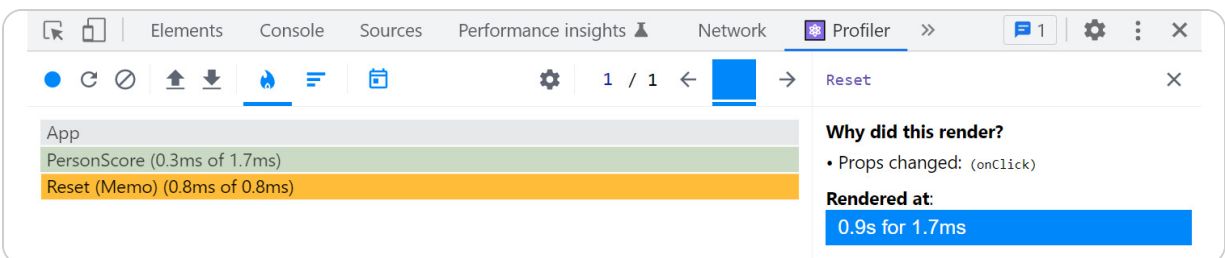 Elements Console Sources Performance insights Network Profiler 1
1 / 1 Reset
App
PersonScore (0.3ms of 1.7ms)
Reset (Memo) (0.8ms of 0.8ms)
Why did this render?
• Props changed: (onClick)
Rendered at:
0.9s for 1.7ms